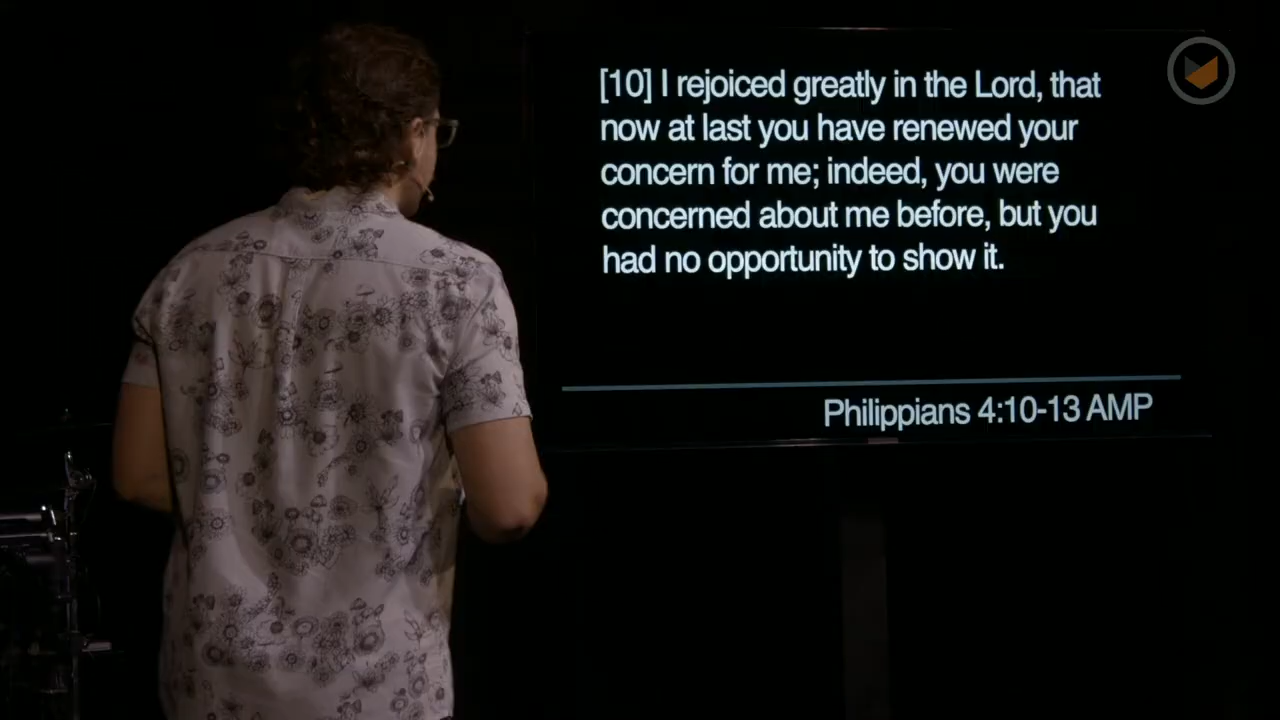 [10] I rejoiced greatly in the Lord, that
now at last you have renewed your
concern for me; indeed, you were
concerned about me before, but you
had no opportunity to show it.
Philippians 4:10-13 AMP